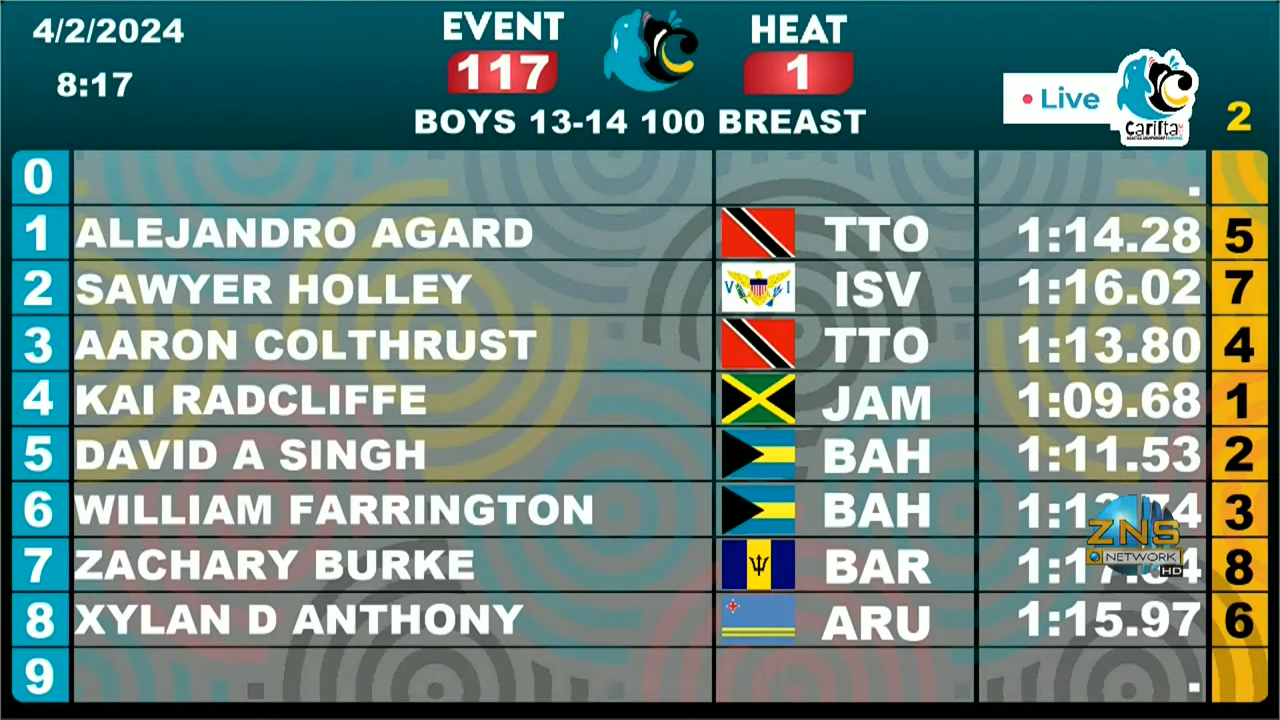 4/2/2024
8:17
EVENT
117
HEAT
1
BOYS 13-14 100 BREAST
Live
Carifta
2
0 .
1 ALEJANDRO AGARD TTO 1:14.28 5
2 SAWYER HOLLEY V I ISV 1:16.02 7
3 AARON COLTHRUST TTO 1:13.80 4
4 KAI RADCLIFFE JAM 1:09.68 1
5 DAVID A SINGH BAH 1:11.53 2
6 WILLIAM FARRINGTON BAH 3
7 ZACHARY BURKE BAR 8
8 XYLAN D ANTHONY ARU 1:15.97 6
9 .
ZNS
NETWORK
HD